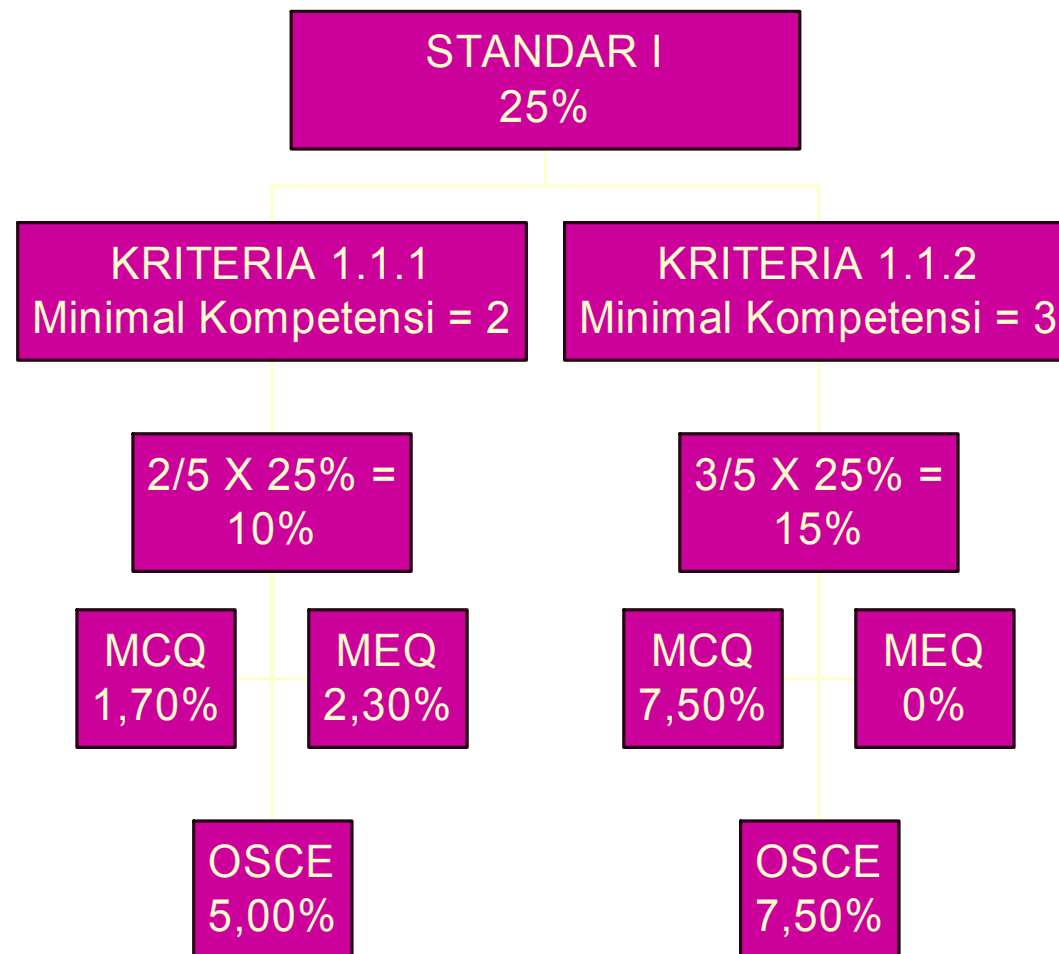 STANDAR I
25%
KRITERIA 1.1.1
Minimal Kompetensi = 2
KRITERIA 1.1.2
Minimal Kompetensi = 3
2/5 X 25% =
10%
3/5 X 25% =
15%
MCQ
1,70%
MEQ
2,30%
MCQ
7,50%
MEQ
0%
OSCE
5,00%
OSCE
7,50%